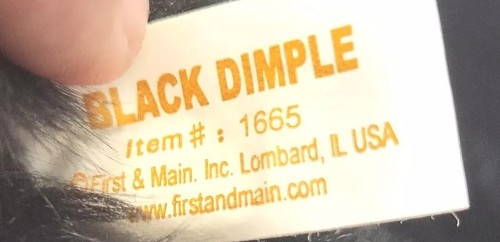 BLACK DIMPLE
Item# : 1665
©First & Main. Inc. Lombard, IL USA
www.firstandmain.com